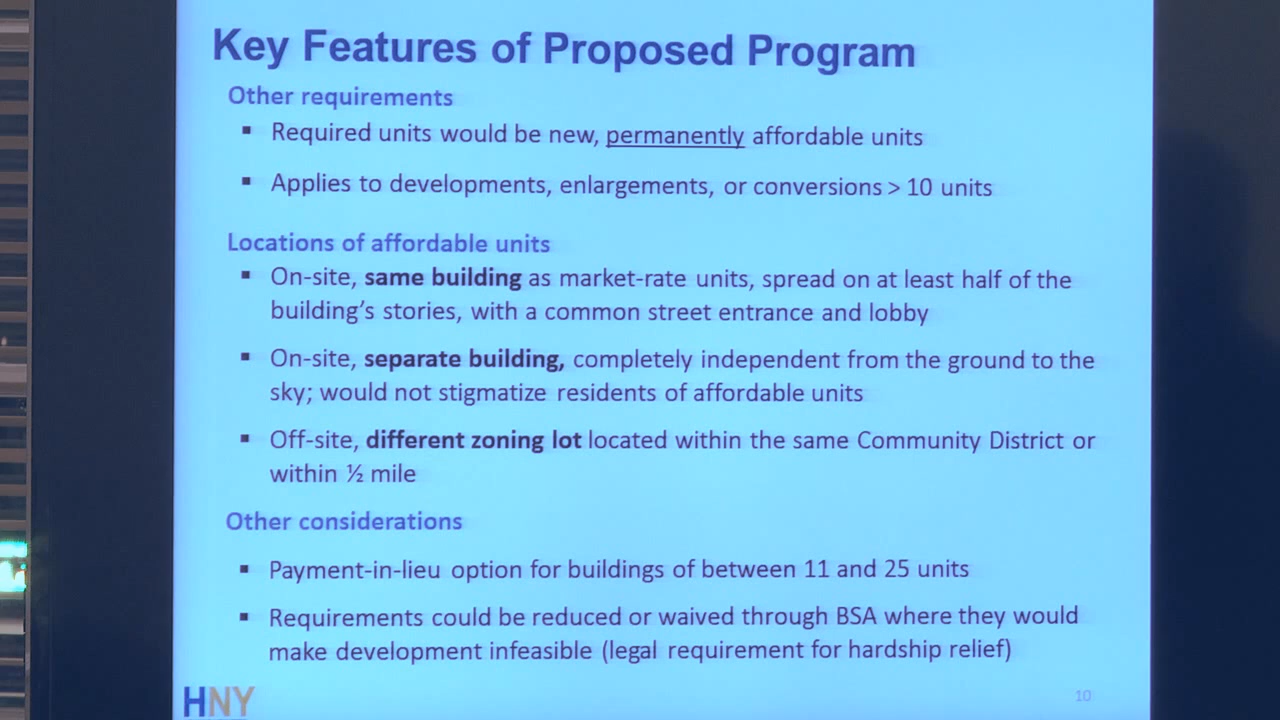 Key Features of Proposed Program
Other requirements
▪ Required units would be new, permanently affordable units
▪ Applies to developments, enlargements, or conversions > 10 units
Locations of affordable units
▪ On-site, same building as market-rate units, spread on at least half of the
building's stories, with a common street entrance and lobby
▪ On-site, separate building, completely independent from the ground to the
sky; would not stigmatize residents of affordable units
▪ Off-site, different zoning lot located within the same Community District or
within ½ mile
Other considerations
▪ Payment-in-lieu option for buildings of between 11 and 25 units
▪ Requirements could be reduced or waived through BSA where they would
make development infeasible (legal requirement for hardship relief)
HNY
10